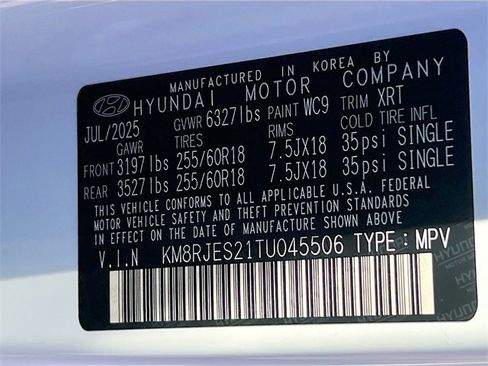 MANUFACTURED IN KOREA BY
HYUNDAI MOTOR COMPANY
JUL/2025 GVWR 6327lbs PAINT WC9 TRIM XRT
GAWR TIRES RIMS COLD TIRE INFL
FRONT 3197lbs 255/60R18 7.5JX18 35psi SINGLE
REAR 3527lbs 255/60R18 7.5JX18 35psi SINGLE
THIS VEHICLE CONFORMS TO ALL APPLICABLE U.S.A. FEDERAL
MOTOR VEHICLE SAFETY AND THEFT PREVENTION STANDARDS
IN EFFECT ON THE DATE OF MANUFACTURE SHOWN ABOVE.
V.I.N KM8RJES21TU045506 TYPE: MPV
HYUNDAI